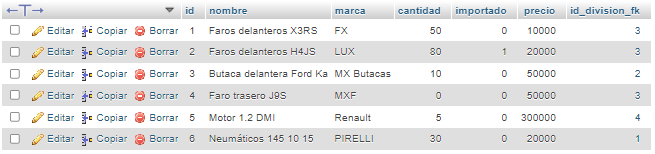 id nombre marca cantidad importado precio id_division_fk
Editar Copiar Borrar 1 Faros delanteros X3RS FX 50 0 10000 3
Editar Copiar Borrar 2 Faros delanteros H4JS LUX 80 1 20000 3
Editar Copiar Borrar 3 Butaca delantera Ford Ka MX Butacas 10 0 50000 2
Editar Copiar Borrar 4 Faro trasero J9S MXF 0 0 50000 3
Editar Copiar Borrar 5 Motor 1.2 DMI Renault 5 0 300000 4
Editar Copiar Borrar 6 Neumáticos 145 10 15 PIRELLI 30 0 20000 1